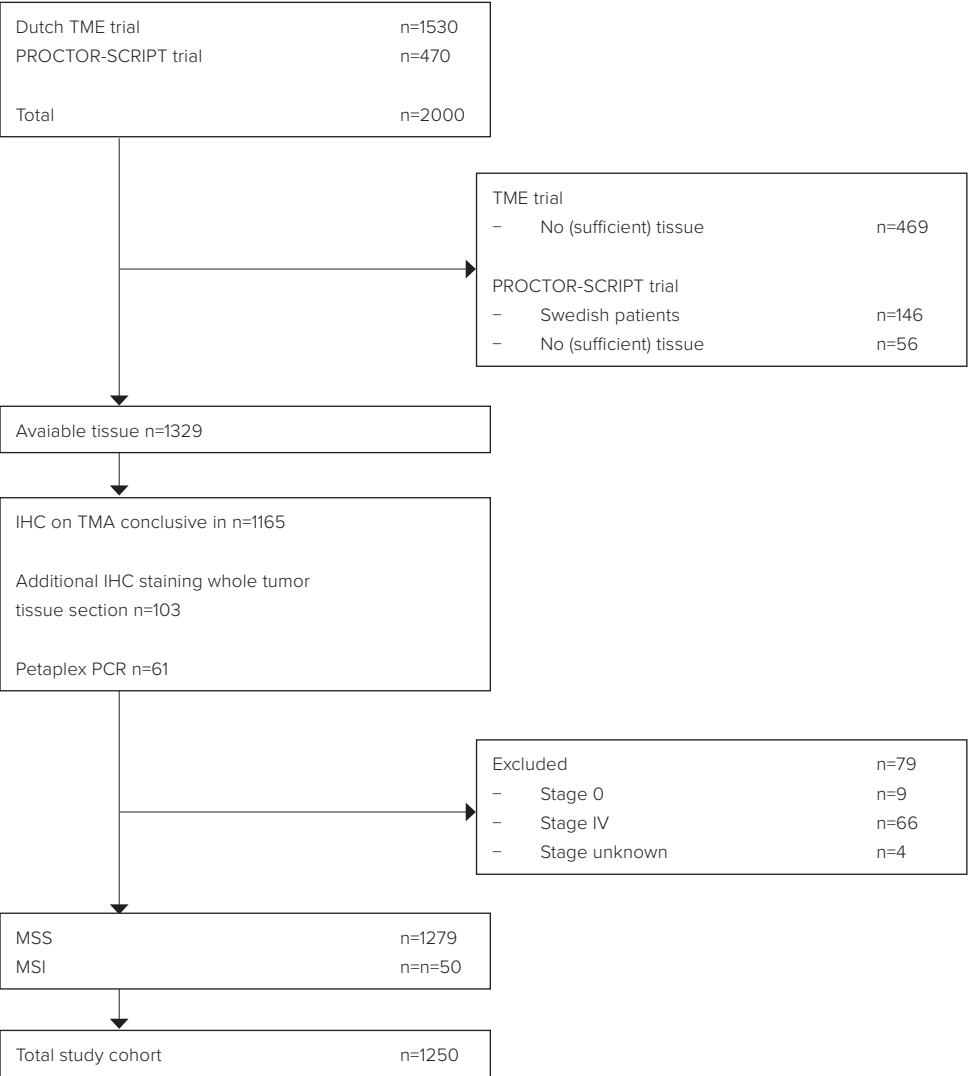 Dutch TME trial n=1530
PROCTOR-SCRIPT trial n=470
Total n=2000
TME trial
– No (sufficient) tissue n=469
PROCTOR-SCRIPT trial
– Swedish patients n=146
– No (sufficient) tissue n=56
Avaiable tissue n=1329
IHC on TMA conclusive in n=1165
Additional IHC staining whole tumor
tissue section n=103
Petaplex PCR n=61
Excluded n=79
– Stage 0 n=9
– Stage IV n=66
– Stage unknown n=4
MSS n=1279
MSI n=n=50
Total study cohort n=1250